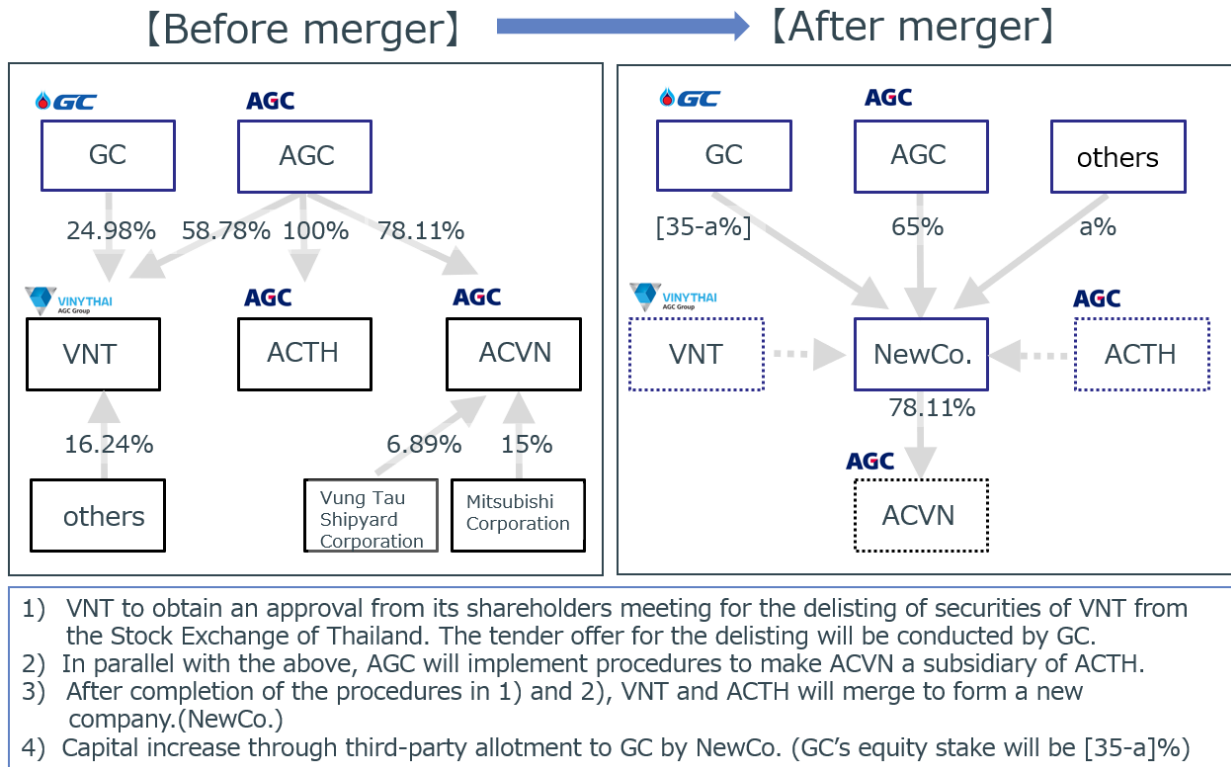 【Before merger】
【After merger】
GC
AGC
GC
AGC
24.98%
58.78%
100%
78.11%
VINYTHAI
AGC Group
AGC
AGC
VNT
ACTH
ACVN
16.24%
6.89%
15%
others
Vung Tau
Shipyard
Corporation
Mitsubishi
Corporation
GC
AGC
GC
AGC
others
[35-a%]
65%
a%
VINYTHAI
AGC Group
AGC
VNT
NewCo.
ACTH
78.11%
AGC
ACVN
1) VNT to obtain an approval from its shareholders meeting for the delisting of securities of VNT from
the Stock Exchange of Thailand. The tender offer for the delisting will be conducted by GC.
2) In parallel with the above, AGC will implement procedures to make ACVN a subsidiary of ACTH.
3) After completion of the procedures in 1) and 2), VNT and ACTH will merge to form a new
company.(NewCo.)
4) Capital increase through third-party allotment to GC by NewCo. (GC's equity stake will be [35-a]%)